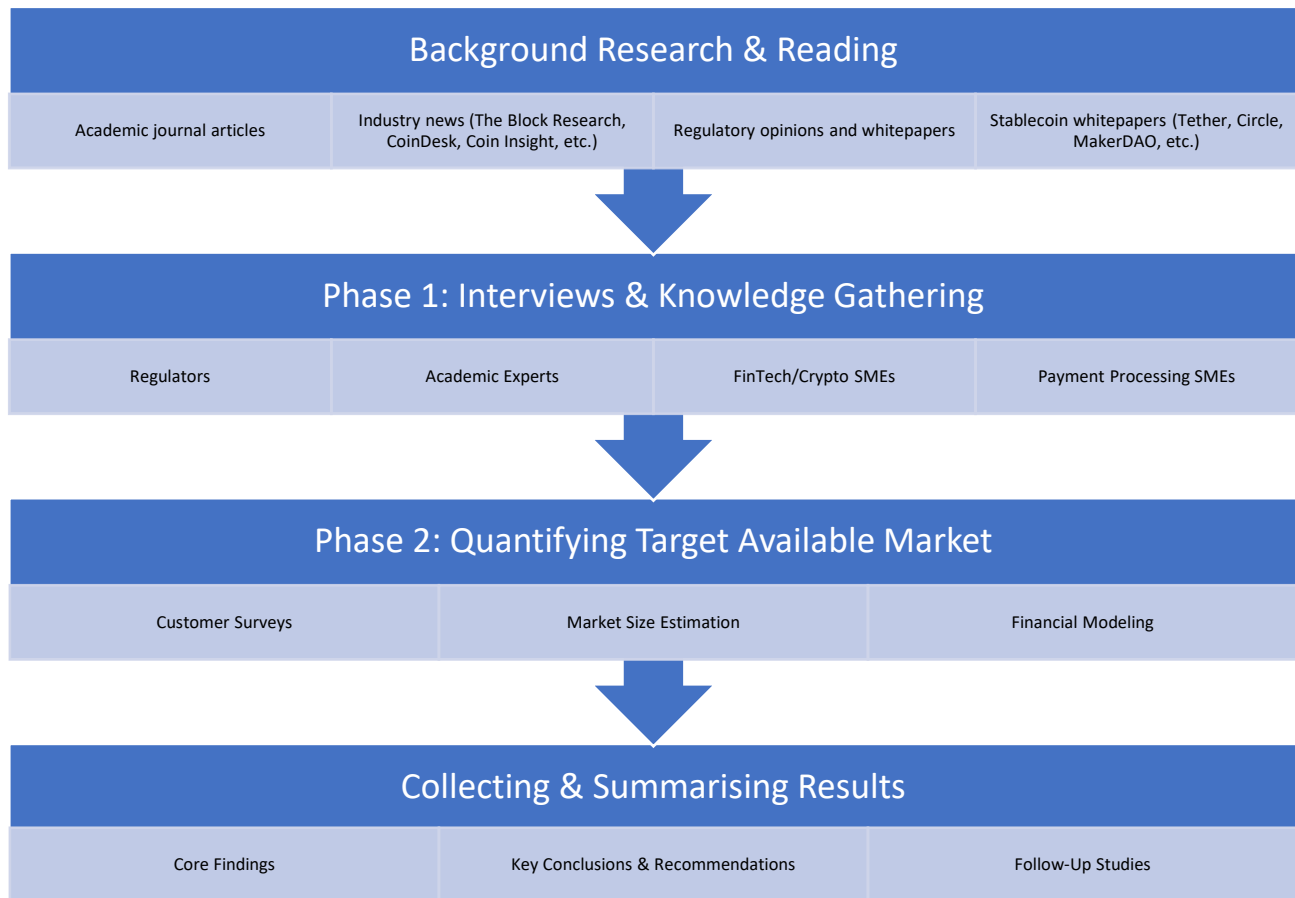 Background Research & Reading
Academic journal articles
Industry news (The Block Research,
CoinDesk, Coin Insight, etc.)
Regulatory opinions and whitepapers
Stablecoin whitepapers (Tether, Circle,
MakerDAO, etc.)
Phase 1: Interviews & Knowledge Gathering
Regulators
Academic Experts
FinTech/Crypto SMEs
Payment Processing SMEs
Phase 2: Quantifying Target Available Market
Customer Surveys
Market Size Estimation
Financial Modeling
Collecting & Summarising Results
Core Findings
Key Conclusions & Recommendations
Follow-Up Studies